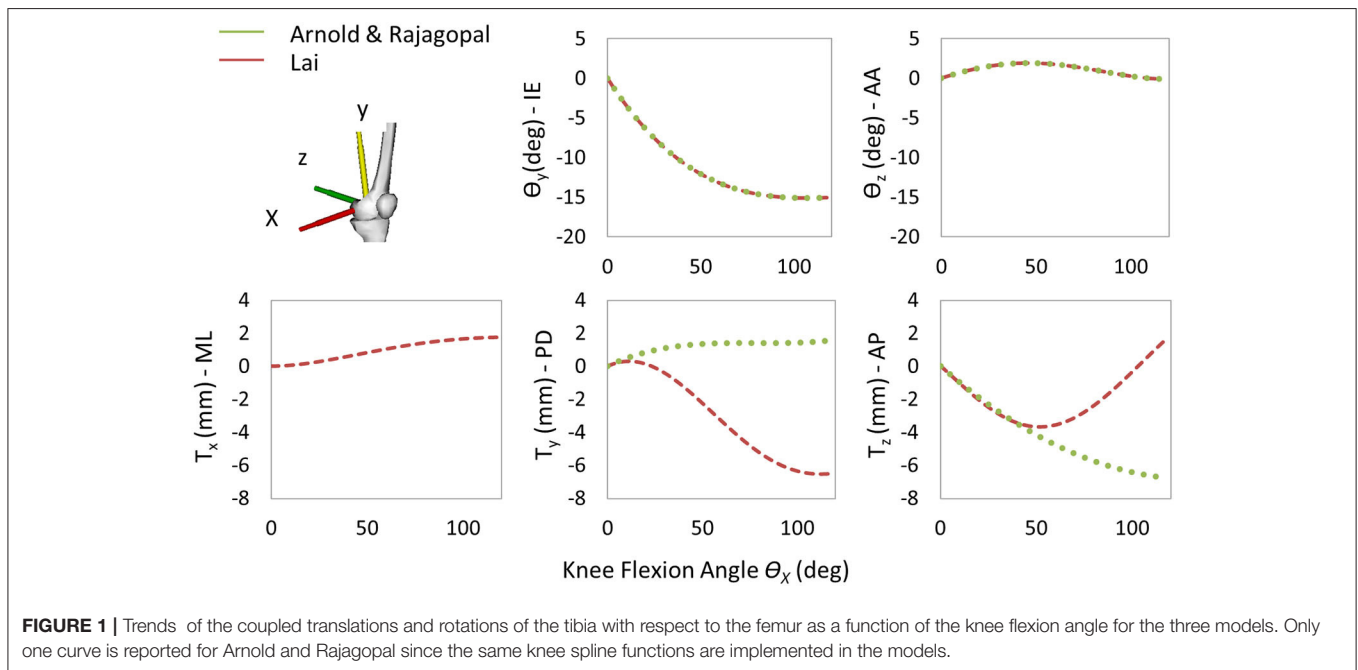 Arnold & Rajagopal
Lai
y
z
X
5
0
-5
-10
-15
-20
Θy(deg) - IE
0 50 100
5
0
-5
-10
-15
-20
Θz (deg) - AA
0 50 100
4
2
0
-2
-4
-6
-8
Tx (mm) - ML
0 50 100
4
2
0
-2
-4
-6
-8
Ty (mm) - PD
0 50 100
4
2
0
-2
-4
-6
-8
Tz (mm) - AP
0 50 100
Knee Flexion Angle ΘX (deg)
FIGURE 1 | Trends of the coupled translations and rotations of the tibia with respect to the femur as a function of the knee flexion angle for the three models. Only
one curve is reported for Arnold and Rajagopal since the same knee spline functions are implemented in the models.